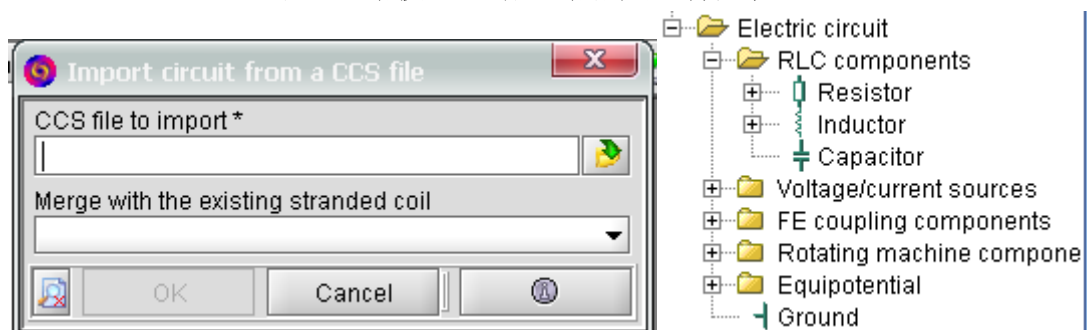 Import circuit from a CCS file
CCS file to import *
Merge with the existing stranded coil
OK
Cancel
Electric circuit
RLC components
Resistor
Inductor
Capacitor
Voltage/current sources
FE coupling components
Rotating machine compone
Equipotential
Ground